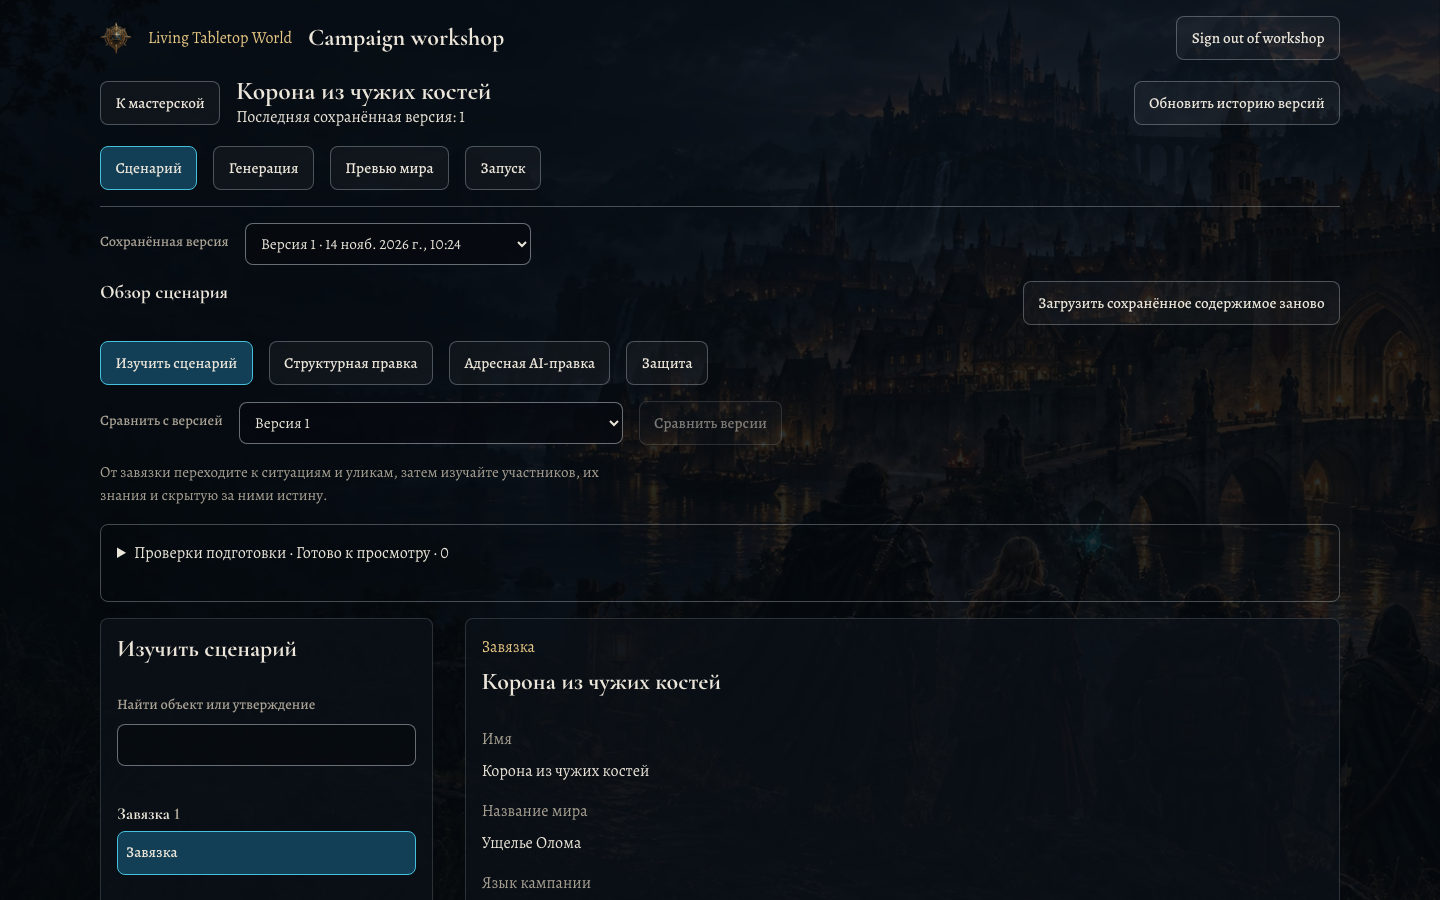 Living Tabletop World Campaign workshop
Sign out of workshop
К мастерской
Корона из чужих костей
Последняя сохранённая версия: 1
Обновить историю версий
Сценарий
Генерация
Превью мира
Запуск
Сохранённая версия
Версия 1 · 14 нояб. 2026 г., 10:24
Обзор сценария
Загрузить сохранённое содержимое заново
Изучить сценарий
Структурная правка
Адресная AI-правка
Защита
Сравнить с версией
Версия 1
Сравнить версии
От завязки переходите к ситуациям и уликам, затем изучайте участников, их
знания и скрытую за ними истину.
Проверки подготовки · Готово к просмотру · 0
Изучить сценарий
Найти объект или утверждение
Завязка 1
Завязка
Завязка
Корона из чужих костей
Имя
Корона из чужих костей
Название мира
Ущелье Олома
Язык кампании